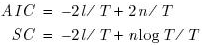 AIC = −2l/T + 2n/T
SC = −2l/T + n log T/T